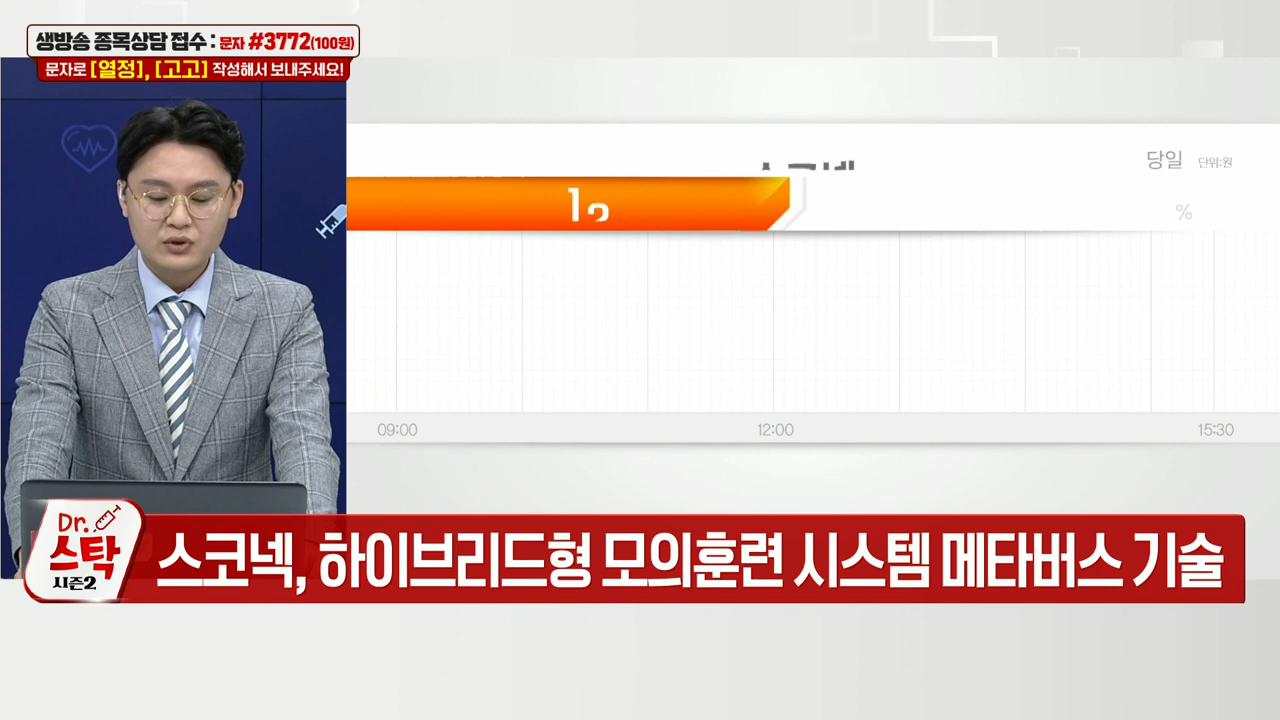 생방송 종목상담 접수 : 문자 #3772(100원)
문자로 [열정], [고고] 작성해서 보내주세요!
당일 단위:원
%
09:00 12:00 15:30
Dr.
스탁
시즌2
스코넥, 하이브리드형 모의훈련 시스템 메타버스 기술